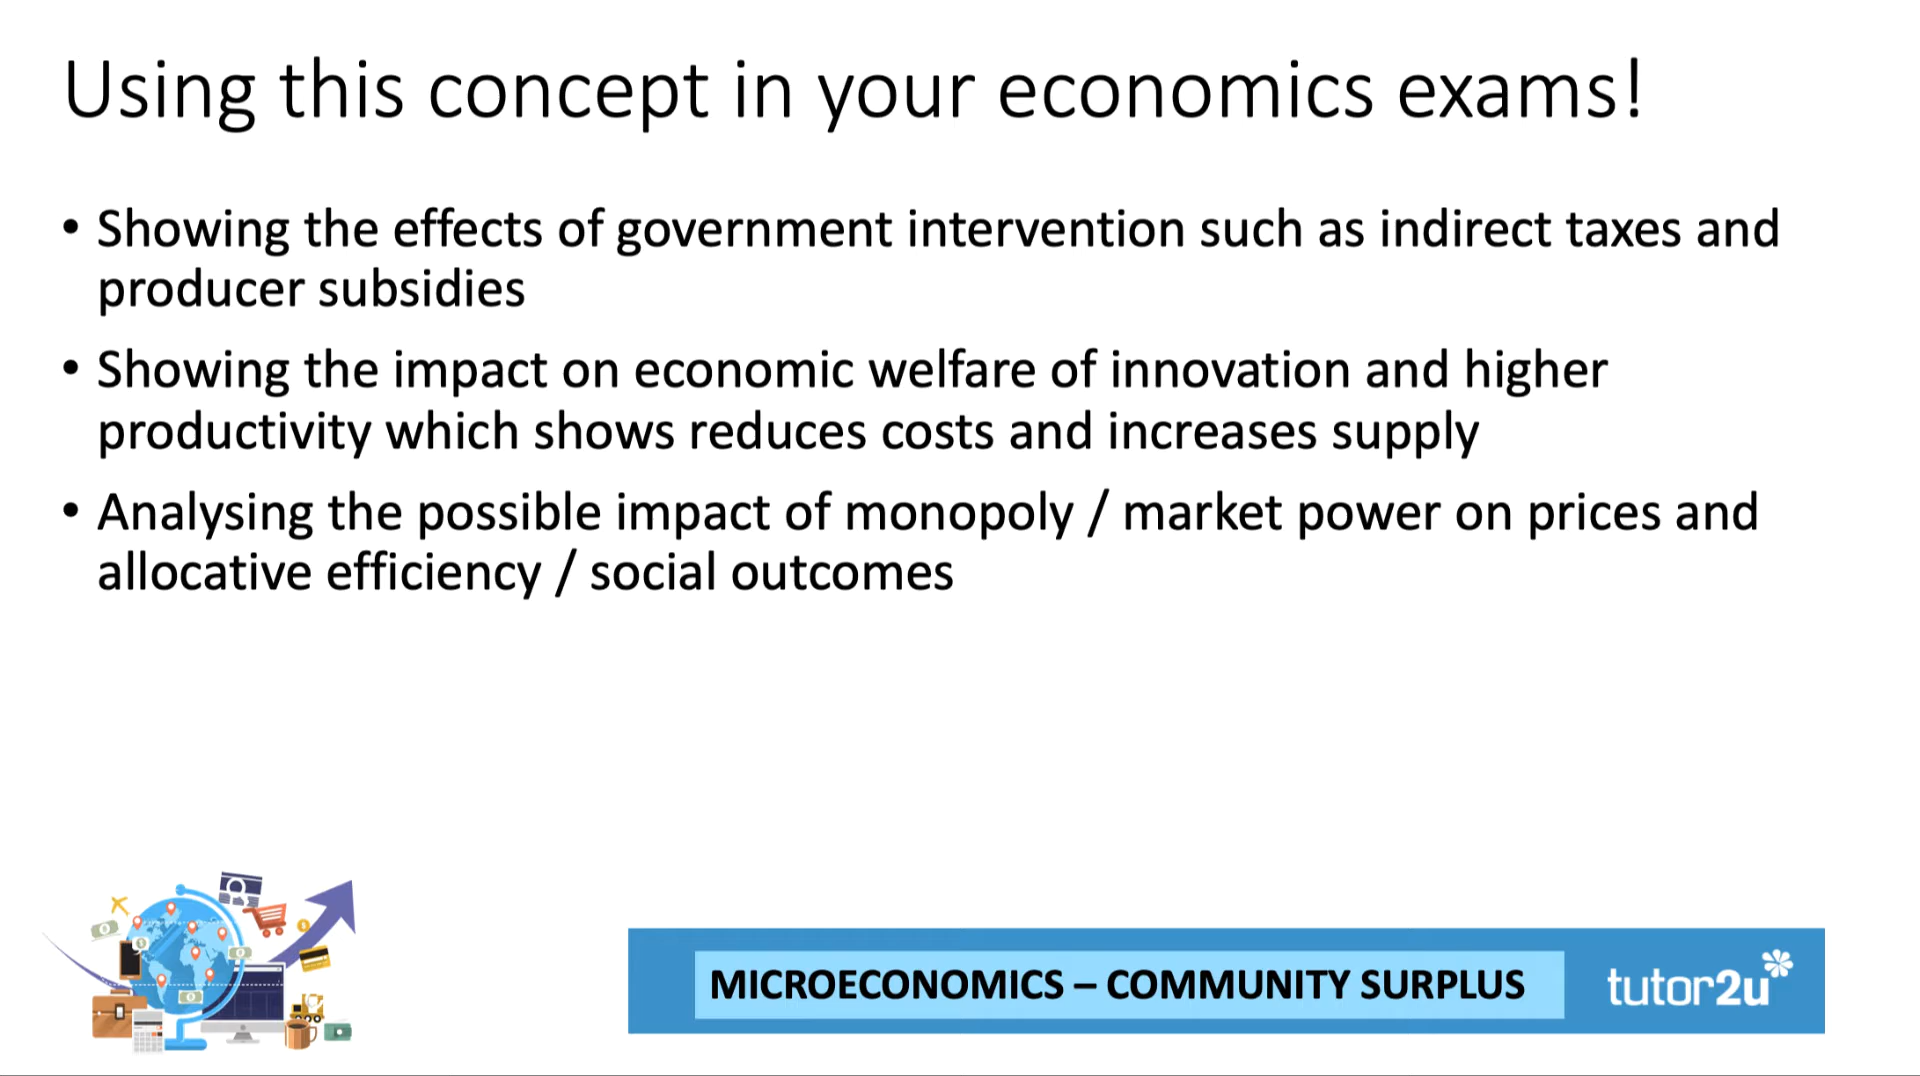 Using this concept in your economics exams!
• Showing the effects of government intervention such as indirect taxes and
producer subsidies
• Showing the impact on economic welfare of innovation and higher
productivity which shows reduces costs and increases supply
• Analysing the possible impact of monopoly / market power on prices and
allocative efficiency / social outcomes
MICROECONOMICS – COMMUNITY SURPLUS
tutor2u